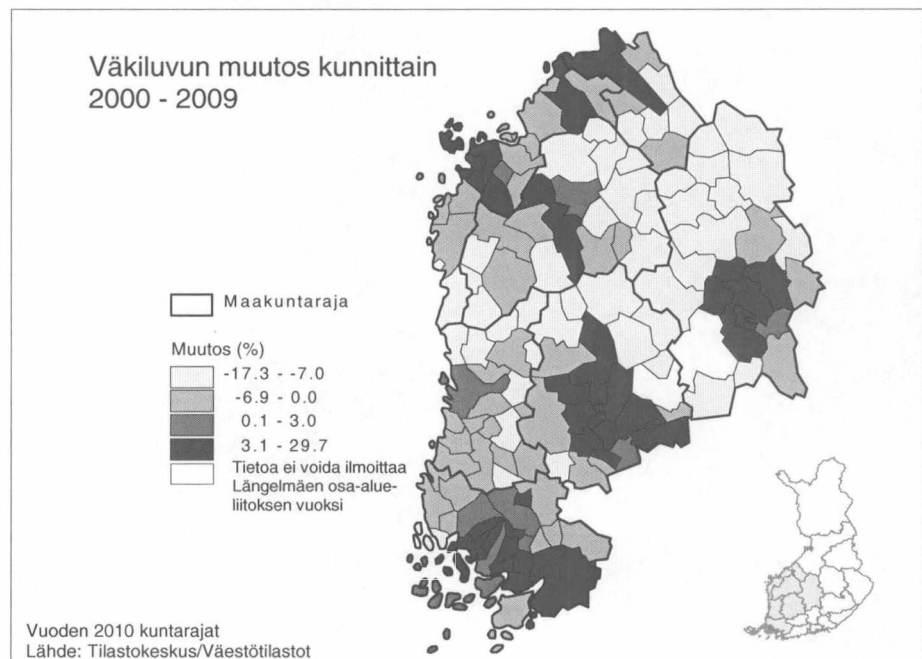 Väkiluvun muutos kunnittain
2000 - 2009
Maakuntaraja
Muutos (%)
-17.3 - -7.0
-6.9 - 0.0
0.1 - 3.0
3.1 - 29.7
Tietoa ei voida ilmoittaa
Längelmäen osa-alue-
liitoksen vuoksi
Vuoden 2010 kuntarajat
Lähde: Tilastokeskus/Väestötilastot